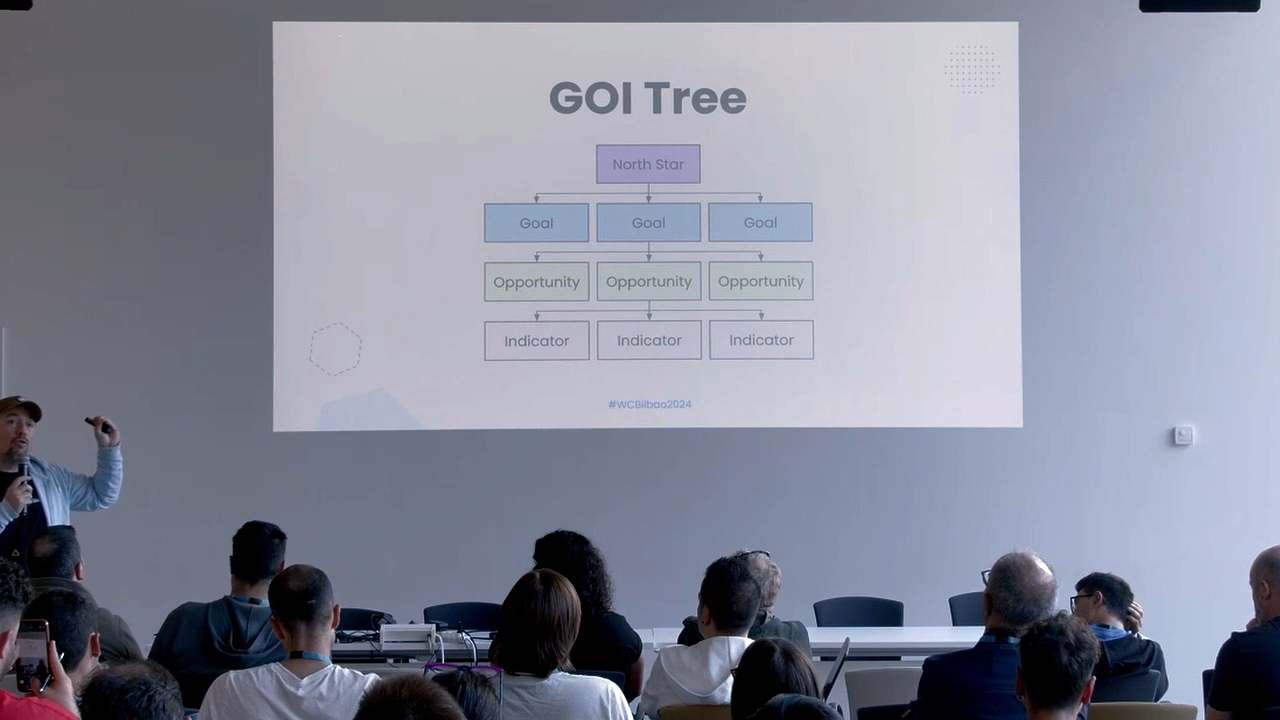 GOI Tree
North Star
Goal Goal Goal
Opportunity Opportunity Opportunity
Indicator Indicator Indicator
#WCBilbao2024